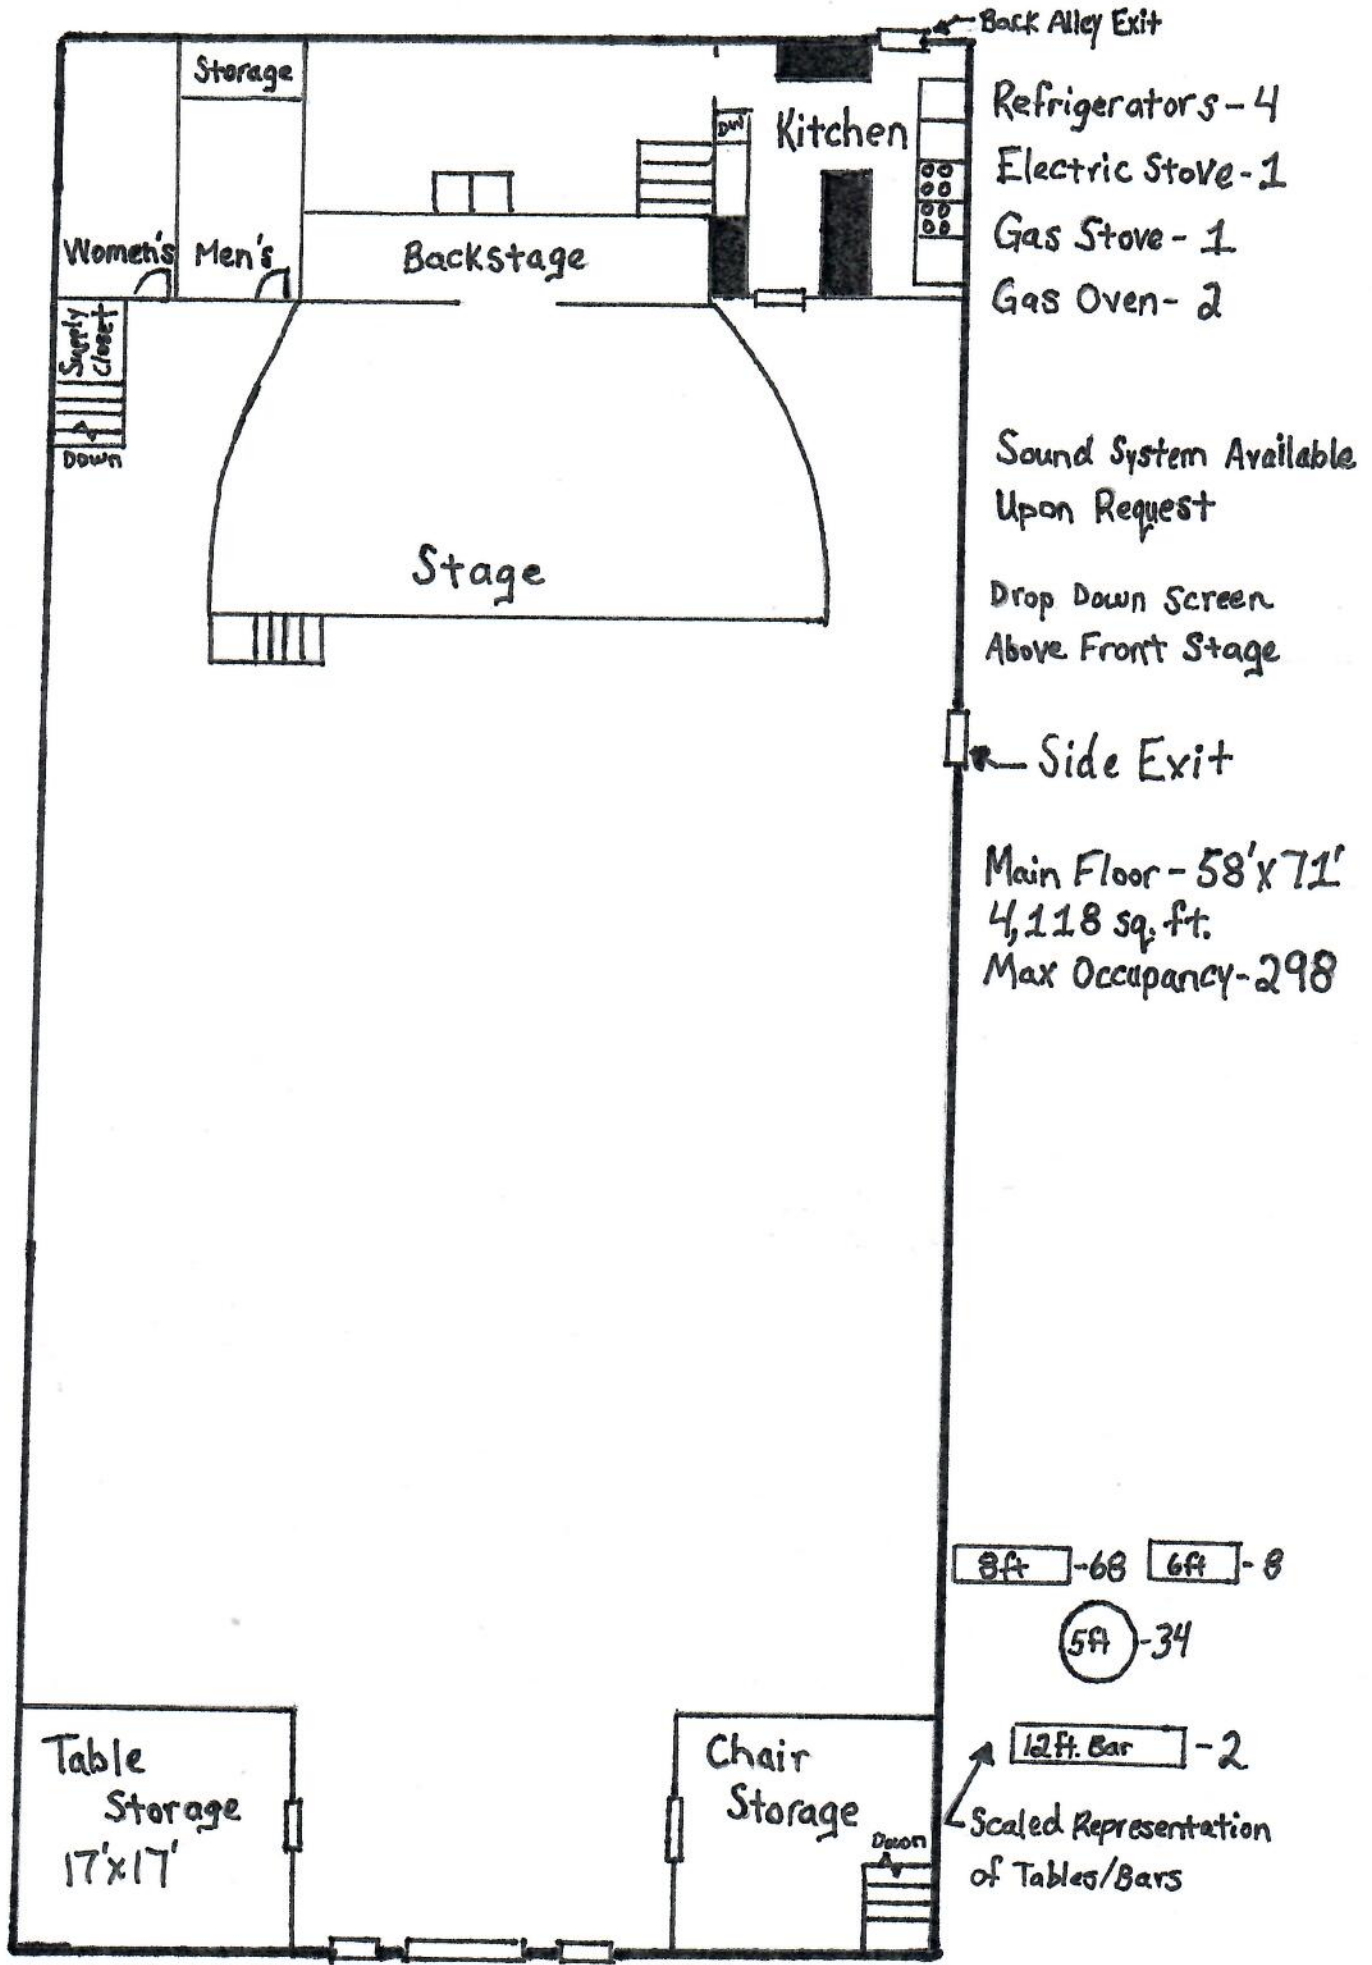 Back Alley Exit
Storage
DW
Kitchen
Refrigerators-4
Electric Stove-1
Gas Stove-1
Gas Oven-2
Women's
Men's
Backstage
Supply
Closet
Down
Stage
Sound System Available
Upon Request
Drop Down Screen
Above Front Stage
Side Exit
Main Floor-58'x71'
4,118 sq. ft.
Max Occupancy-298
8ft -68 6ft -8
5ft -34
12ft. Bar -2
Scaled Representation
of Tables/Bars
Table
Storage
17'x17'
Chair
Storage
Down